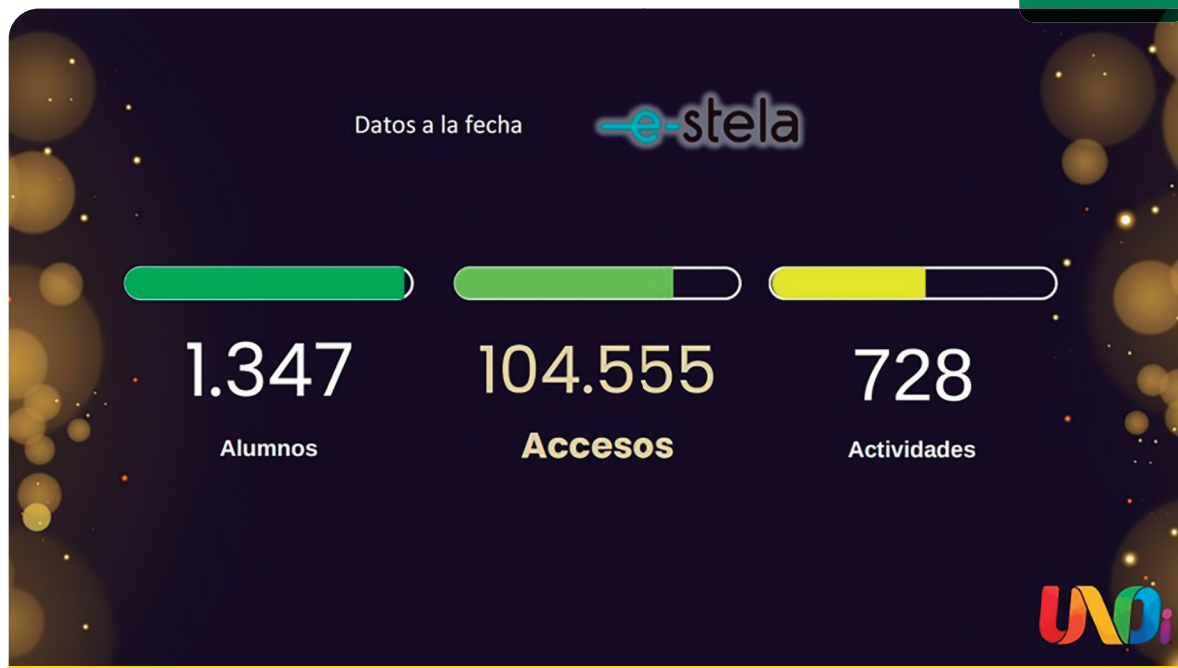 Datos a la fecha
e-stela
1.347
Alumnos
104.555
Accesos
728
Actividades
UNOi